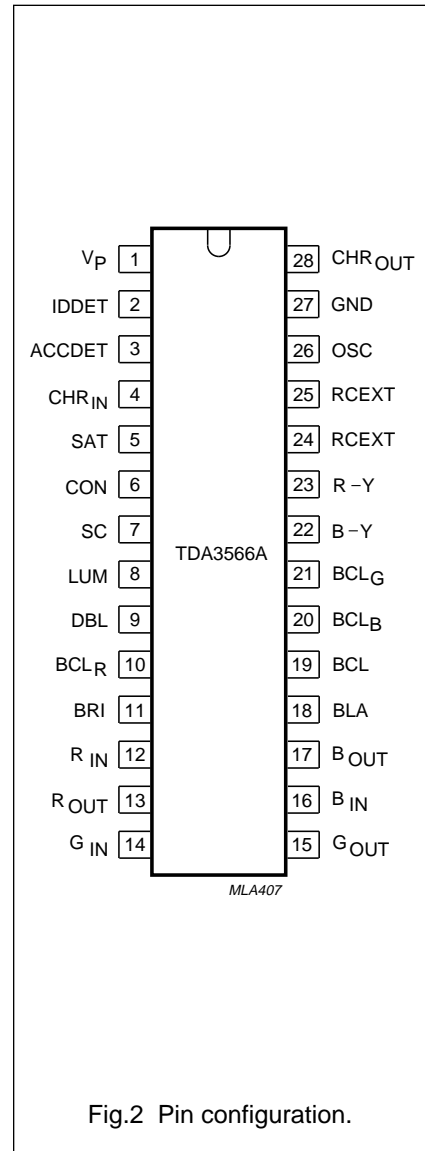 VP 1 28 CHROUT
IDDET 2 27 GND
ACCDET 3 26 OSC
CHRIN 4 25 RCEXT
SAT 5 24 RCEXT
CON 6 23 R−Y
SC 7 22 B−Y
LUM 8 TDA3566A 21 BCLG
DBL 9 20 BCLB
BCLR 10 19 BCL
BRI 11 18 BLA
R IN 12 17 BOUT
ROUT 13 16 B IN
G IN 14 15 GOUT
MLA407
Fig.2 Pin configuration.